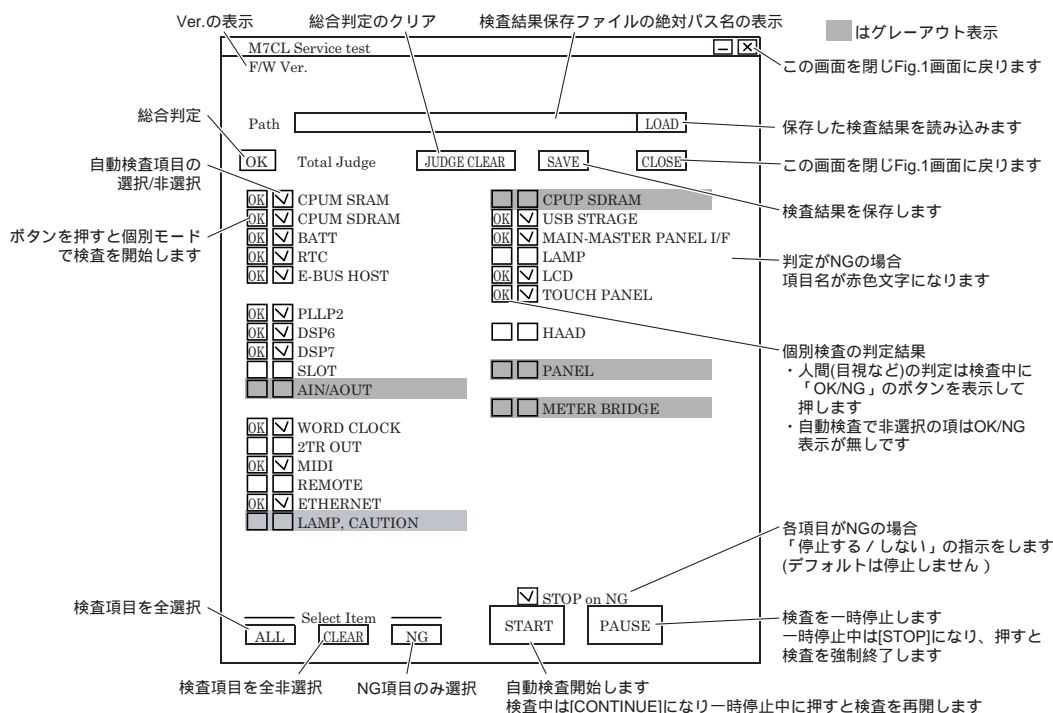 Ver.の表示
総合判定のクリア
検査結果保存ファイルの絶対パス名の表示
はグレーアウト表示
M7CL Service test
F/W Ver.
この画面を閉じFig.1画面に戻ります
総合判定
Path
LOAD
保存した検査結果を読み込みます
自動検査項目の
選択/非選択
OK
Total Judge
JUDGE CLEAR
SAVE
CLOSE
この画面を閉じFig.1画面に戻ります
検査結果を保存します
ボタンを押すと個別モード
で検査を開始します
OK CPUM SRAM
OK CPUM SDRAM
OK BATT
OK RTC
OK E-BUS HOST
OK PLLP2
OK DSP6
OK DSP7
SLOT
AIN/AOUT
OK WORD CLOCK
2TR OUT
OK MIDI
REMOTE
OK ETHERNET
LAMP, CAUTION
CPUP SDRAM
OK USB STRAGE
OK MAIN-MASTER PANEL I/F
LAMP
OK LCD
OK TOUCH PANEL
HAAD
PANEL
METER BRIDGE
判定がNGの場合
項目名が赤色文字になります
個別検査の判定結果
・人間(目視など)の判定は検査中に
「OK/NG」のボタンを表示して
押します
・自動検査で非選択の項はOK/NG
表示が無しです
各項目がNGの場合
「停止する / しない」の指示をします
(デフォルトは停止しません )
STOP on NG
検査項目を全選択
Select Item
ALL
CLEAR
NG
START
PAUSE
検査を一時停止します
一時停止中は[STOP]になり、押すと
検査を強制終了します
検査項目を全非選択
NG項目のみ選択
自動検査開始します
検査中は[CONTINUE]になり一時停止中に押すと検査を再開します